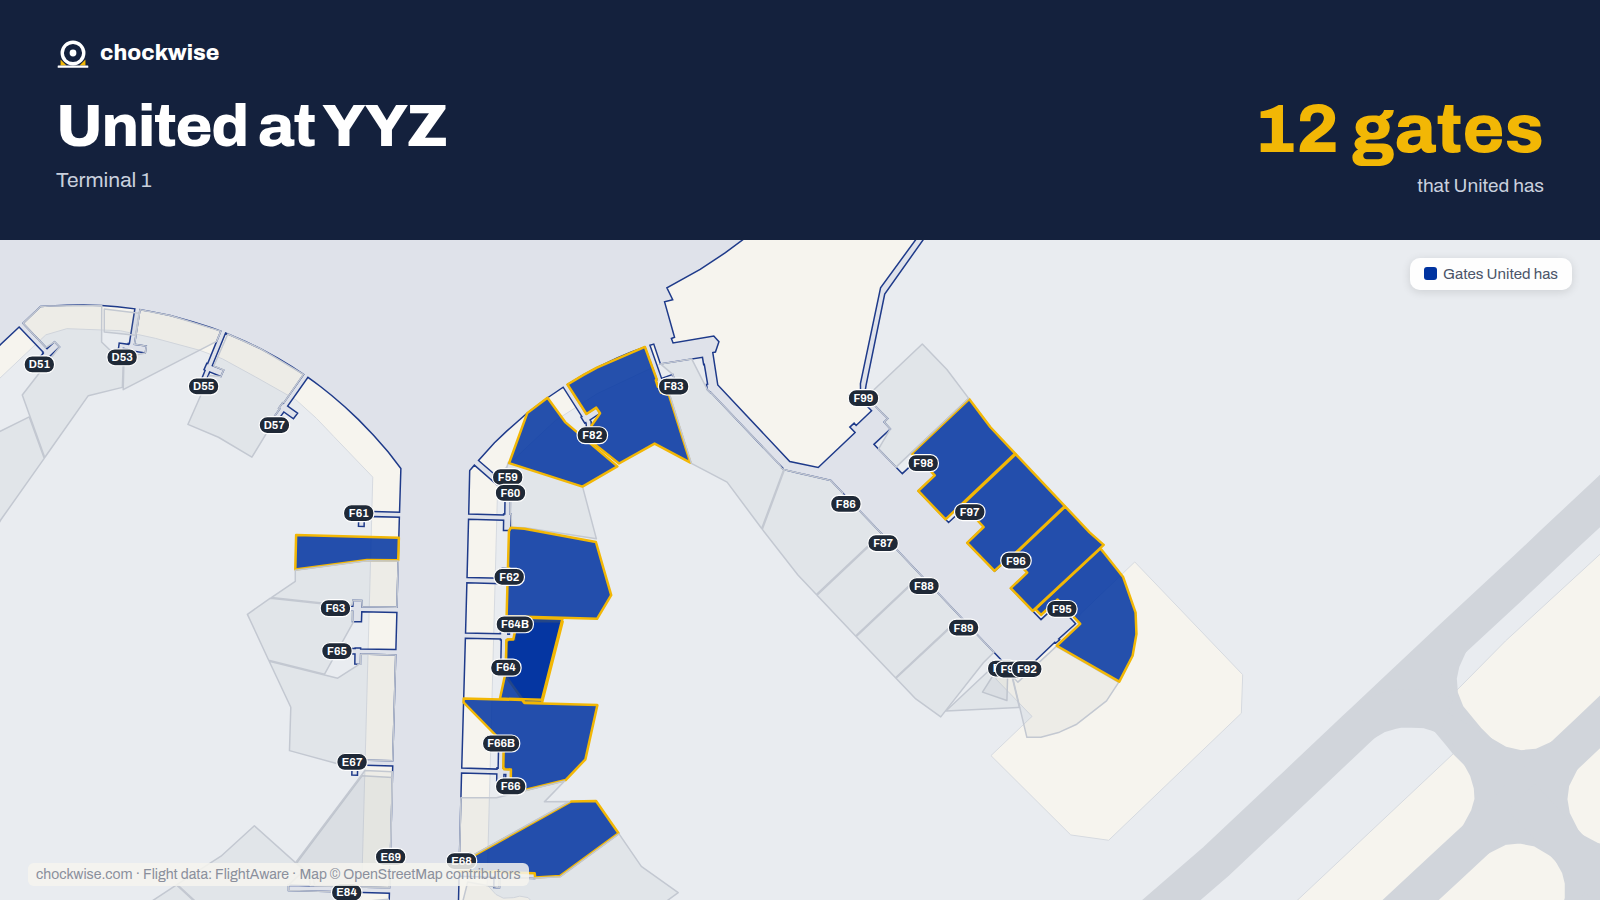 chockwise
United at YYZ
Terminal 1
12 gates
that United has
Gates United has
D51
D53
D55
D57
F83
F82
F59
F60
F61
F99
F98
F97
F96
F95
F86
F87
F88
F89
F92
F62
F63
F64B
F65
F64
F66B
F66
E67
E69
E68
E84
chockwise.com · Flight data: FlightAware · Map © OpenStreetMap contributors